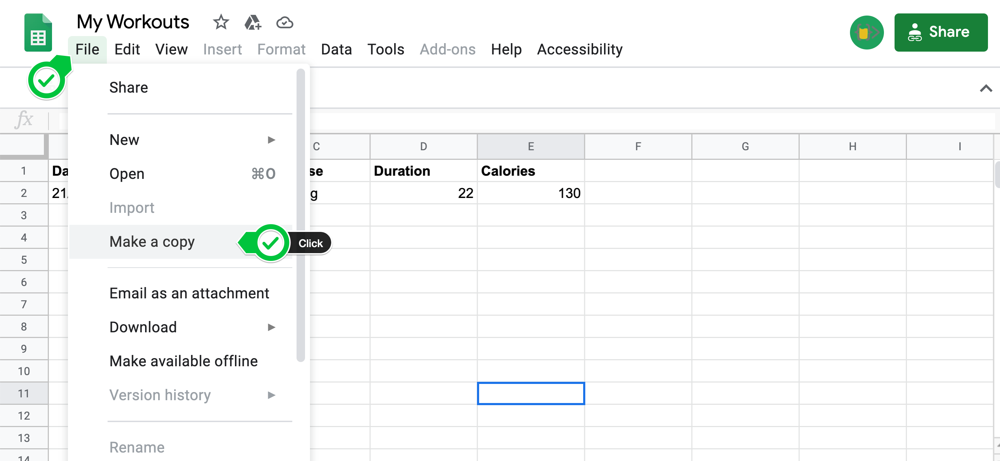 My Workouts
Share
File Edit View Insert Format Data Tools Add-ons Help Accessibility
Share
fx
New
Open ⌘O
Import
Make a copy
Click
Email as an attachment
Download
Make available offline
Version history
Rename
C D E F G H I
1 Da se Duration Calories
2 21/ g 22 130
3
4
5
6
7
8
9
10
11
12
13
14